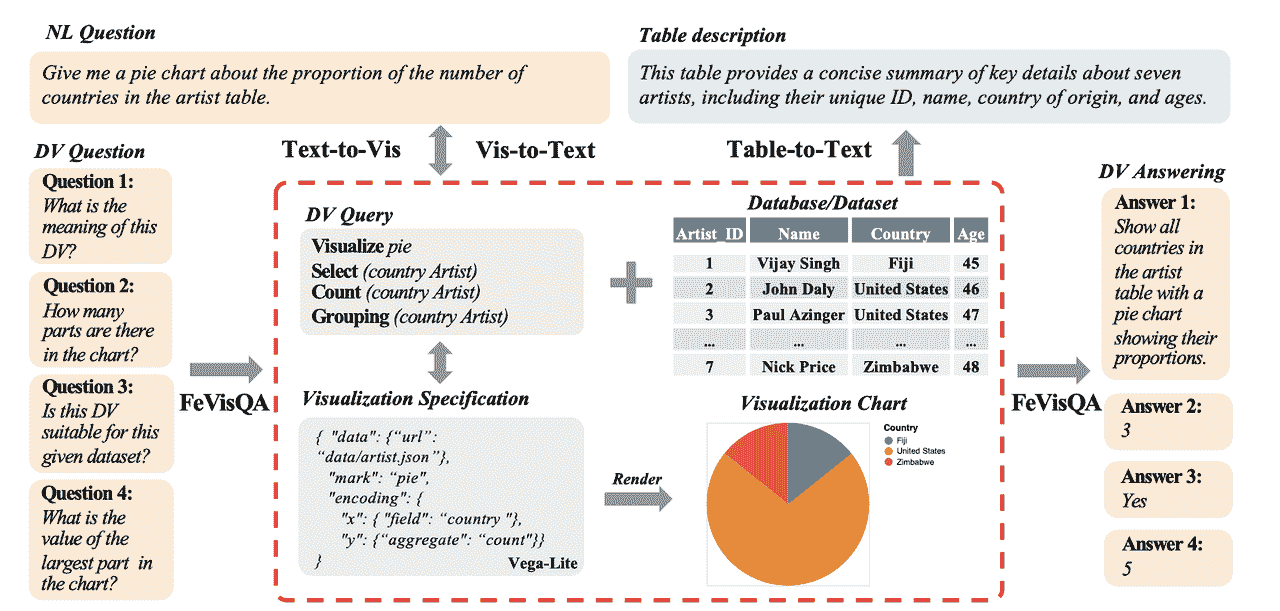 NL Question
Give me a pie chart about the proportion of the number of
countries in the artist table.
Table description
This table provides a concise summary of key details about seven
artists, including their unique ID, name, country of origin, and ages.
Text-to-Vis
Vis-to-Text
Table-to-Text
DV Question
Question 1:
What is the
meaning of this
DV?
Question 2:
How many
parts are there
in the chart?
Question 3:
Is this DV
suitable for this
given dataset?
Question 4:
What is the
value of the
largest part in
the chart?
FeVisQA
DV Query
Visualize pie
Select (country Artist)
Count (country Artist)
Grouping (country Artist)
Database/Dataset
Artist_ID Name Country Age
1 Vijay Singh Fiji 45
2 John Daly United States 46
3 Paul Azinger United States 47
... ... ... ...
7 Nick Price Zimbabwe 48
Visualization Specification
{ "data": {“url”:
“data/artist.json”},
"mark": “pie”,
"encoding": {
"x": { "field": “country "},
"y": {“aggregate": “count"}}
}
Vega-Lite
Render
Visualization Chart
Country
Fiji
United States
Zimbabwe
FeVisQA
DV Answering
Answer 1:
Show all
countries in
the artist
table with a
pie chart
showing their
proportions.
Answer 2:
3
Answer 3:
Yes
Answer 4:
5